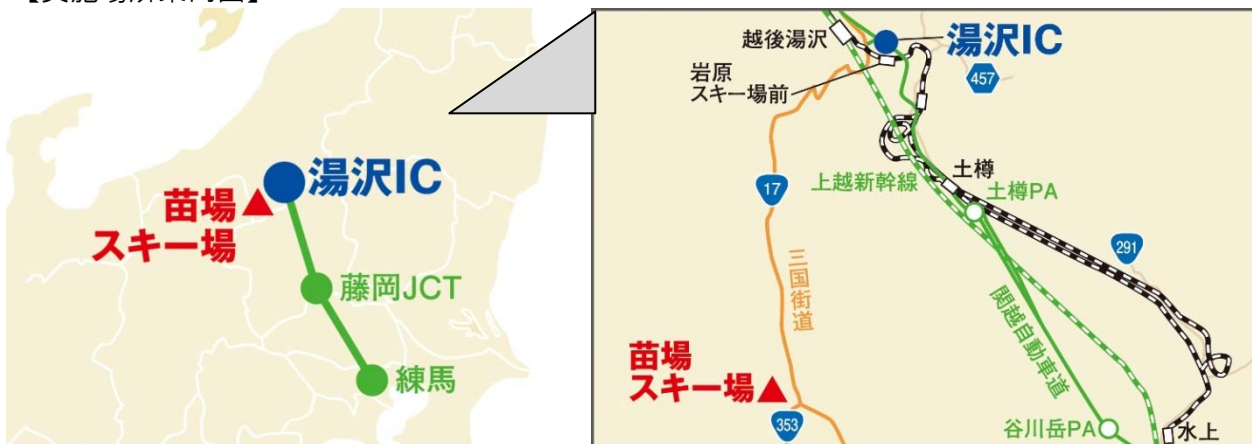 湯沢IC
苗場
スキー場
藤岡JCT
練馬
越後湯沢
湯沢IC
岩原
スキー場前
457
土樽
上越新幹線
土樽PA
17
291
三国街道
関越自動車道
苗場
スキー場
353
谷川岳PA
水上